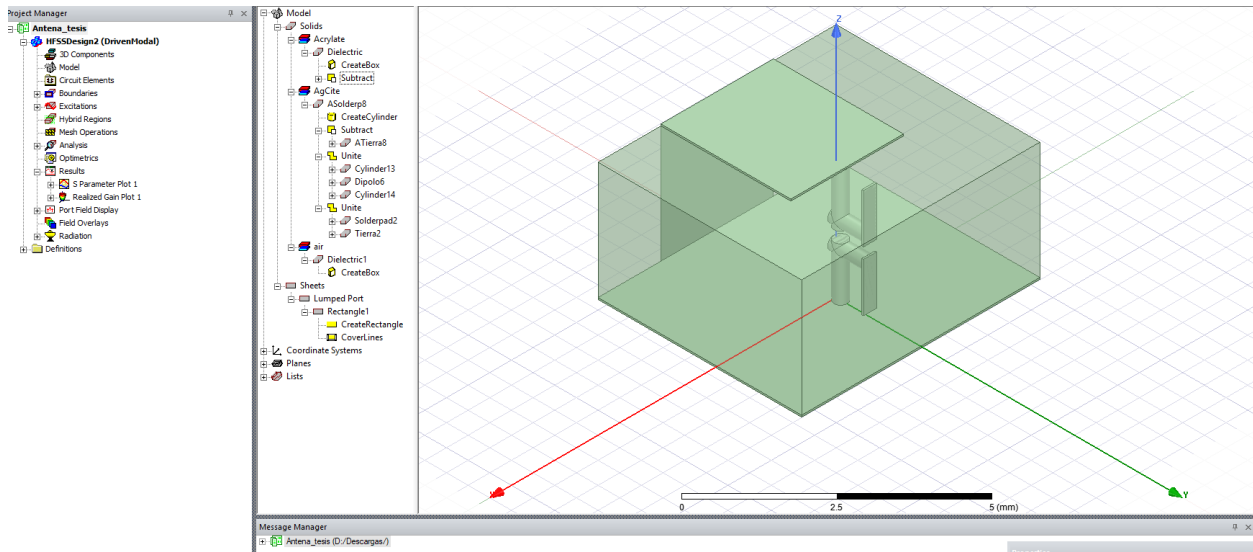 Project Manager
Antena_tesis
HFSSDesign2 (DrivenModal)
3D Components
Model
Circuit Elements
Boundaries
Excitations
Hybrid Regions
Mesh Operations
Analysis
Optimetrics
Results
S Parameter Plot 1
Realized Gain Plot 1
Port Field Display
Field Overlays
Radiation
Definitions
Model
Solids
Acrylate
Dielectric
CreateBox
Subtract
AgCite
ASolderp8
CreateCylinder
Subtract
ATierra8
Unite
Cylinder13
Dipolo6
Cylinder14
Unite
Solderpad2
Tierra2
air
Dielectric1
CreateBox
Sheets
Lumped Port
Rectangle1
CreateRectangle
CoverLines
Coordinate Systems
Planes
Lists
Z
X
Y
0
2.5
5 (mm)
Message Manager
Antena_tesis (D:/Descargas/)